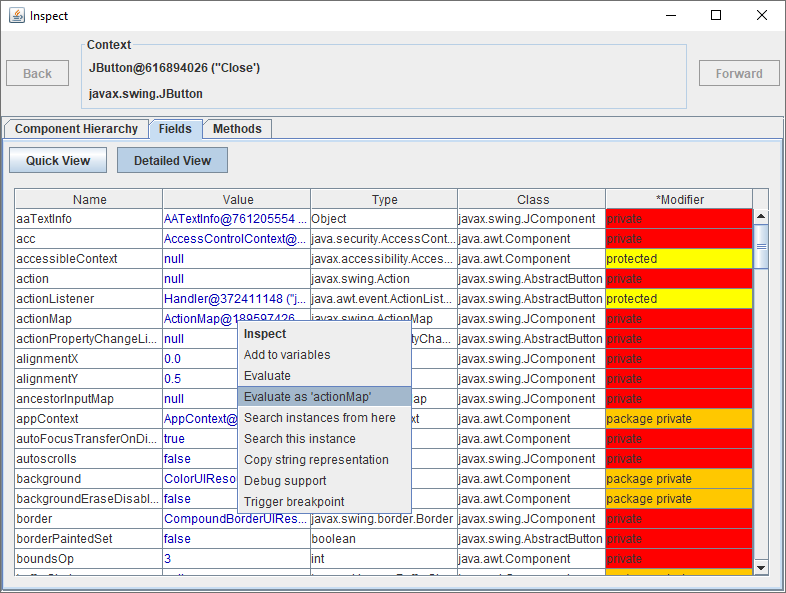 Inspect
Context
Back
JButton@616894026 ("Close')
javax.swing.JButton
Forward
Component Hierarchy Fields Methods
Quick View Detailed View
Name Value Type Class *Modifier
aaTextInfo AATextInfo@761205554 ... Object javax.swing.JComponent private
acc AccessControlContext@... java.security.AccessCont... java.awt.Component private
accessibleContext null javax.accessibility.Acces... java.awt.Component protected
action null javax.swing.Action javax.swing.AbstractButton private
actionListener Handler@372411148 ("j... java.awt.event.ActionList... javax.swing.AbstractButton protected
actionMap ActionMap@189597426 javax.swing.ActionMap javax.swing.JComponent private
actionPropertyChangeLi... null tyCha... javax.swing.AbstractButton private
alignmentX 0.0 javax.swing.JComponent private
alignmentY 0.5 javax.swing.JComponent private
ancestorInputMap null ap javax.swing.JComponent private
appContext AppContext@ xt java.awt.Component package private
autoFocusTransferOnDi... true java.awt.Component private
autoscrolls false javax.swing.JComponent private
background ColorUIReso java.awt.Component package private
backgroundEraseDisabl... false java.awt.Component package private
border CompoundBorderUIRes... javax.swing.border.Border javax.swing.JComponent private
borderPaintedSet false boolean javax.swing.AbstractButton private
boundsOp 3 int java.awt.Component private
Inspect
Add to variables
Evaluate
Evaluate as 'actionMap'
Search instances from here
Search this instance
Copy string representation
Debug support
Trigger breakpoint